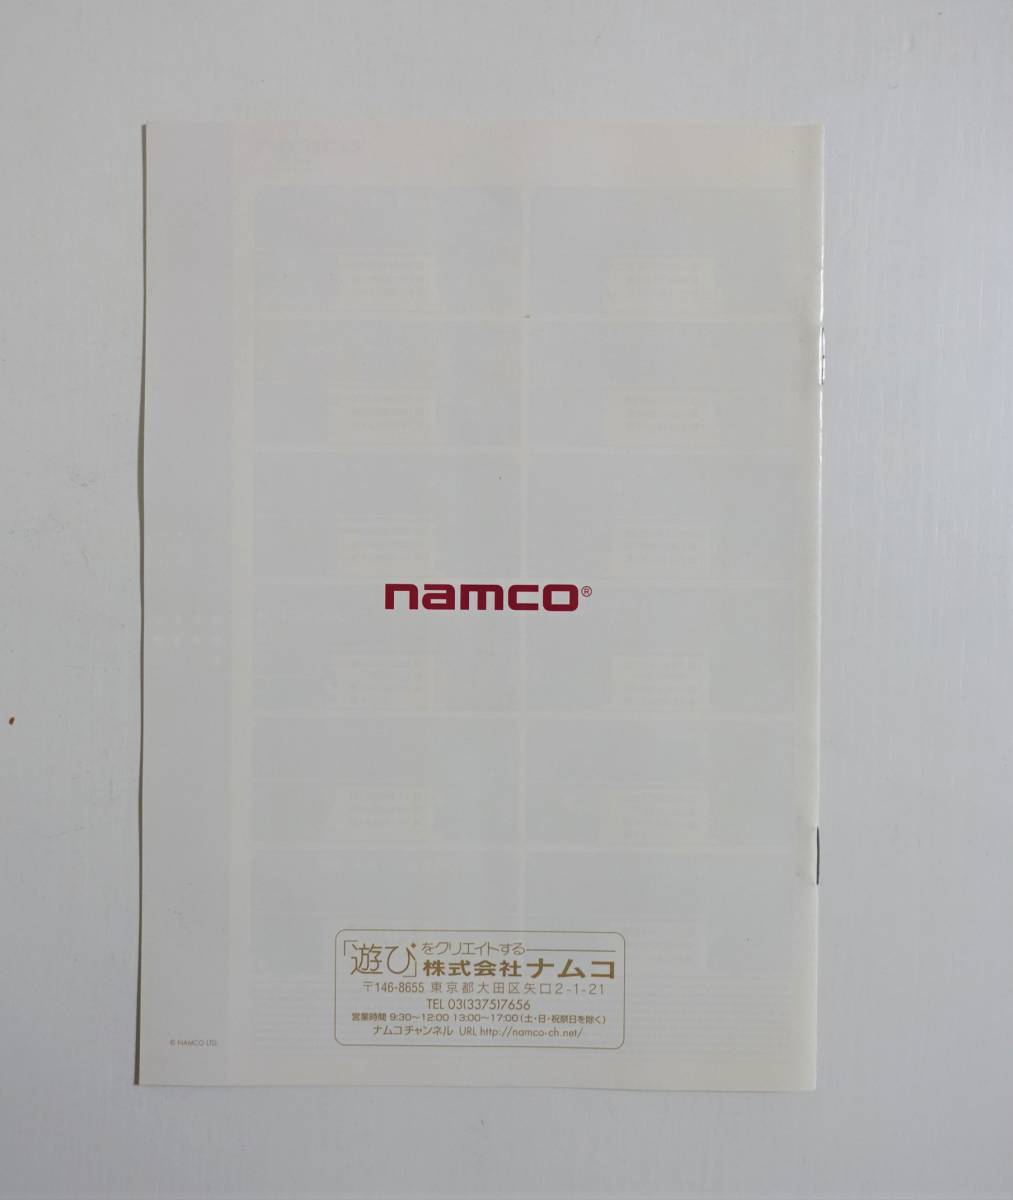 namco®
「遊び」をクリエイトする
株式会社ナムコ
〒146-8655 東京都大田区矢口2-1-21
TEL 03(3375)7656
営業時間 9:30〜12:00 13:00〜17:00(土・日・祝祭日を除く)
ナムコチャンネル URL http://namco-ch.net/
© NAMCO LTD.